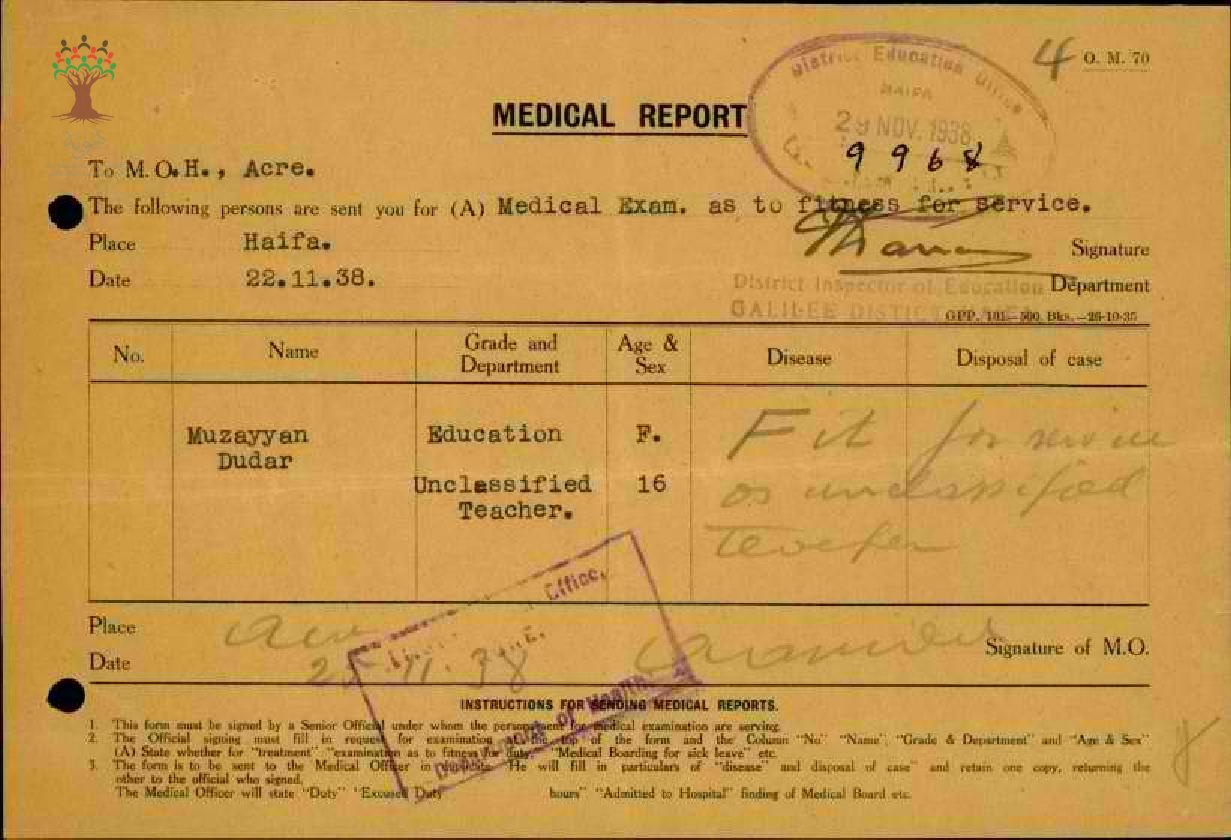 4 O. M. 70
District Education Office
HAIFA
29 NOV. 1938
9968
MEDICAL REPORT
To M.O.H., Acre.
The following persons are sent you for (A) Medical Exam. as to fitness for service.
Place Haifa.
Signature
Date 22.11.38.
District Inspector of Education
Department
GALILEE DISTRICT
GPP. 101—500 Bks.—26-10-35
No. Name Grade and Department Age & Sex Disease Disposal of case
Muzayyan Dudar Education F. Fit for service
Unclassified Teacher. 16 as unclassified
teacher
Place Acre
Signature of M.O.
Date 11.38
Office,
Department of Health
INSTRUCTIONS FOR SENDING MEDICAL REPORTS.
1. This form must be signed by a Senior Official under whom the persons sent for medical examination are serving.
2. The Official signing must fill in request for examination at the top of the form and the Column "No" "Name", "Grade & Department" and "Age & Sex"
(A) State whether for "treatment" "examination as to fitness for duty, "Medical Boarding for sick leave" etc.
3. The form is to be sent to the Medical Officer in duplicate. He will fill in particulars of "disease" and disposal of case" and retain one copy, returning the
other to the official who signed.
The Medical Officer will state "Duty" "Excused Duty hours" "Admitted to Hospital" finding of Medical Board etc.